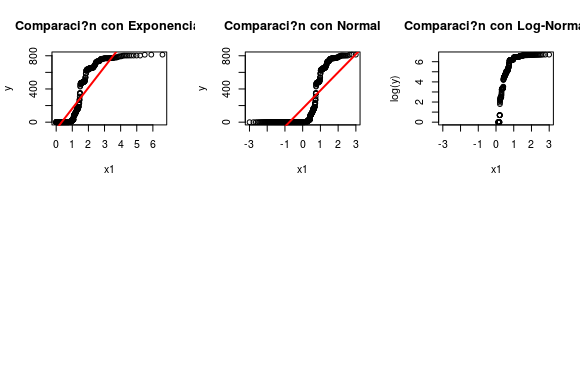 Comparaci?n con Exponencia
y
0 400 800
0 1 2 3 4 5 6
x1
Comparaci?n con Normal
y
0 400 800
-3 -1 0 1 2 3
x1
Comparaci?n con Log-Norma
log(y)
0 2 4 6
-3 -1 0 1 2 3
x1